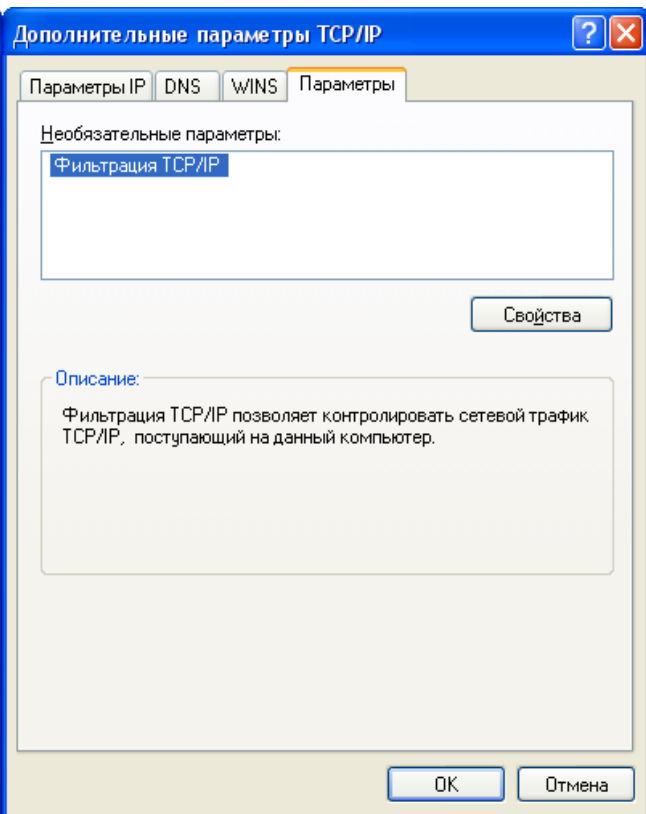 Дополнительные параметры TCP/IP
Параметры IP DNS WINS Параметры
Необязательные параметры:
Фильтрация TCP/IP
Свойства
Описание:
Фильтрация TCP/IP позволяет контролировать сетевой трафик
TCP/IP, поступающий на данный компьютер.
OK Отмена